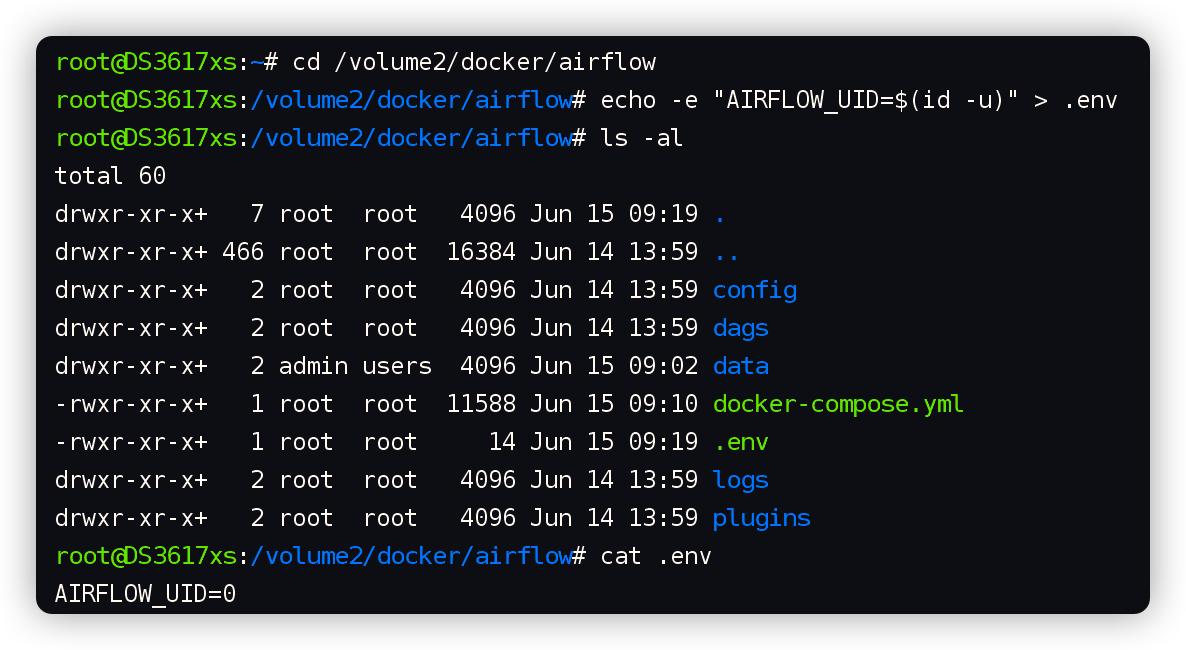 root@DS3617xs:~# cd /volume2/docker/airflow
root@DS3617xs:/volume2/docker/airflow# echo -e "AIRFLOW_UID=$(id -u)" > .env
root@DS3617xs:/volume2/docker/airflow# ls -al
total 60
drwxr-xr-x+   7 root  root   4096 Jun 15 09:19 .
drwxr-xr-x+ 466 root  root  16384 Jun 14 13:59 ..
drwxr-xr-x+   2 root  root   4096 Jun 14 13:59 config
drwxr-xr-x+   2 root  root   4096 Jun 14 13:59 dags
drwxr-xr-x+   2 admin users  4096 Jun 15 09:02 data
-rwxr-xr-x+   1 root  root  11588 Jun 15 09:10 docker-compose.yml
-rwxr-xr-x+   1 root  root     14 Jun 15 09:19 .env
drwxr-xr-x+   2 root  root   4096 Jun 14 13:59 logs
drwxr-xr-x+   2 root  root   4096 Jun 14 13:59 plugins
root@DS3617xs:/volume2/docker/airflow# cat .env
AIRFLOW_UID=0